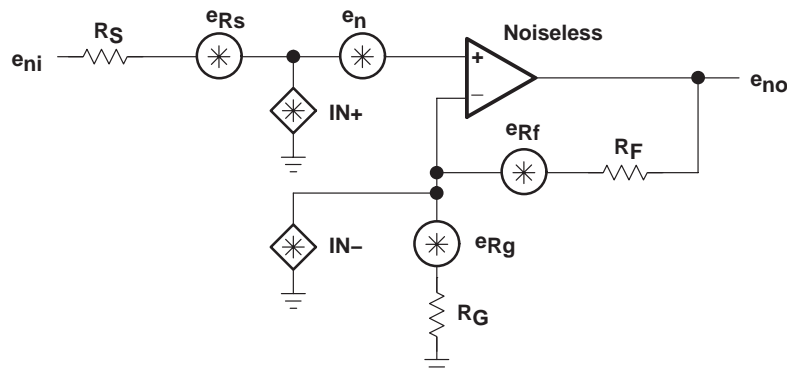 eRs
en
Noiseless
RS
eni
+
eno
IN+
−
eRf
RF
IN−
eRg
RG